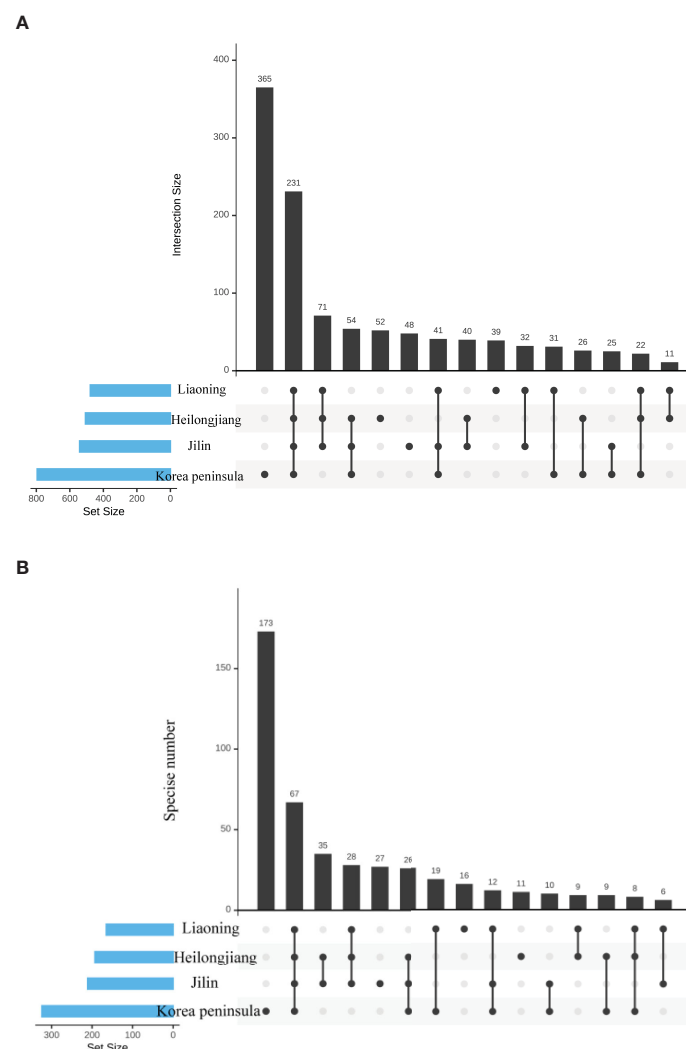 A
400
300
200
100
0
Intersection Size
365
231
71
54
52
48
41
40
39
32
31
26
25
22
11
Liaoning
Heilongjiang
Jilin
Korea peninsula
800 600 400 200 0
Set Size
B
150
100
50
0
Specise number
173
67
35
28
27
26
19
16
12
11
10
9
9
8
6
Liaoning
Heilongjiang
Jilin
Korea peninsula
300 200 100 0
Set Size